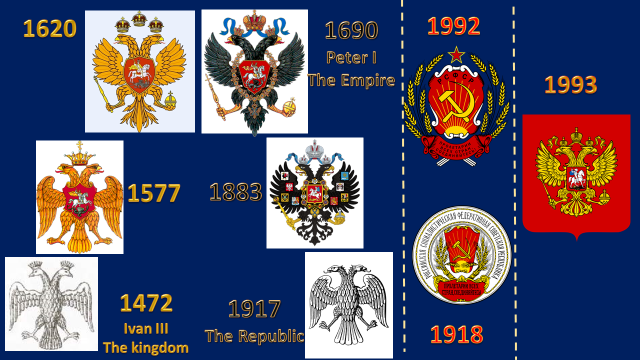 1620
1690
Peter I
The Empire
1992
1993
1577
1883
1472
Ivan III
The kingdom
1917
The Republic
1918